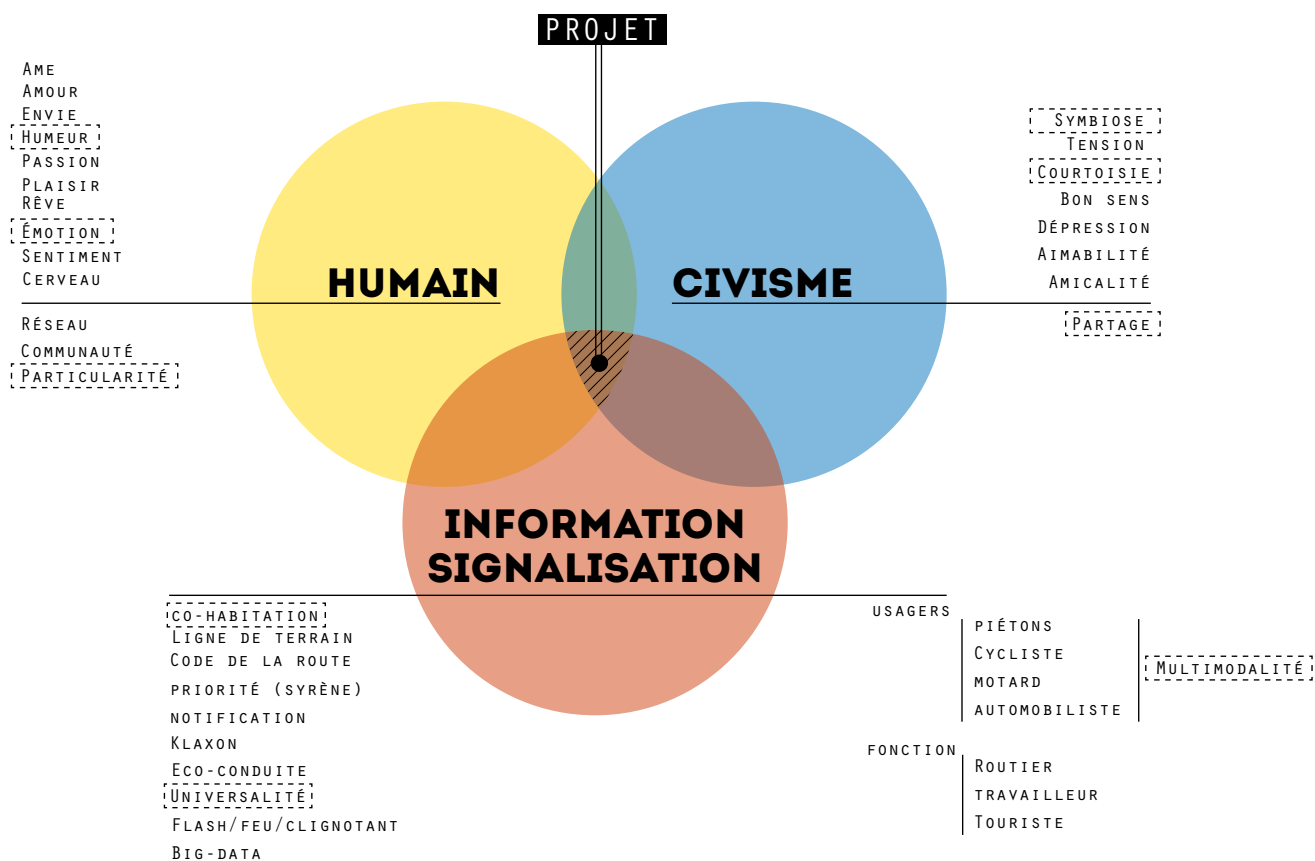 PROJET
AME
AMOUR
ENVIE
HUMEUR
PASSION
PLAISIR
RÊVE
ÉMOTION
SENTIMENT
CERVEAU
RÉSEAU
COMMUNAUTÉ
PARTICULARITÉ
HUMAIN
CIVISME
SYMBIOSE
TENSION
COURTOISIE
BON SENS
DÉPRESSION
AIMABILITÉ
AMICALITÉ
PARTAGE
INFORMATION
SIGNALISATION
CO-HABITATION
LIGNE DE TERRAIN
CODE DE LA ROUTE
PRIORITÉ (SYRÈNE)
NOTIFICATION
KLAXON
ECO-CONDUITE
UNIVERSALITÉ
FLASH/FEU/CLIGNOTANT
BIG-DATA
USAGERS
PIÉTONS
CYCLISTE
MOTARD
AUTOMOBILISTE
MULTIMODALITÉ
FONCTION
ROUTIER
TRAVAILLEUR
TOURISTE